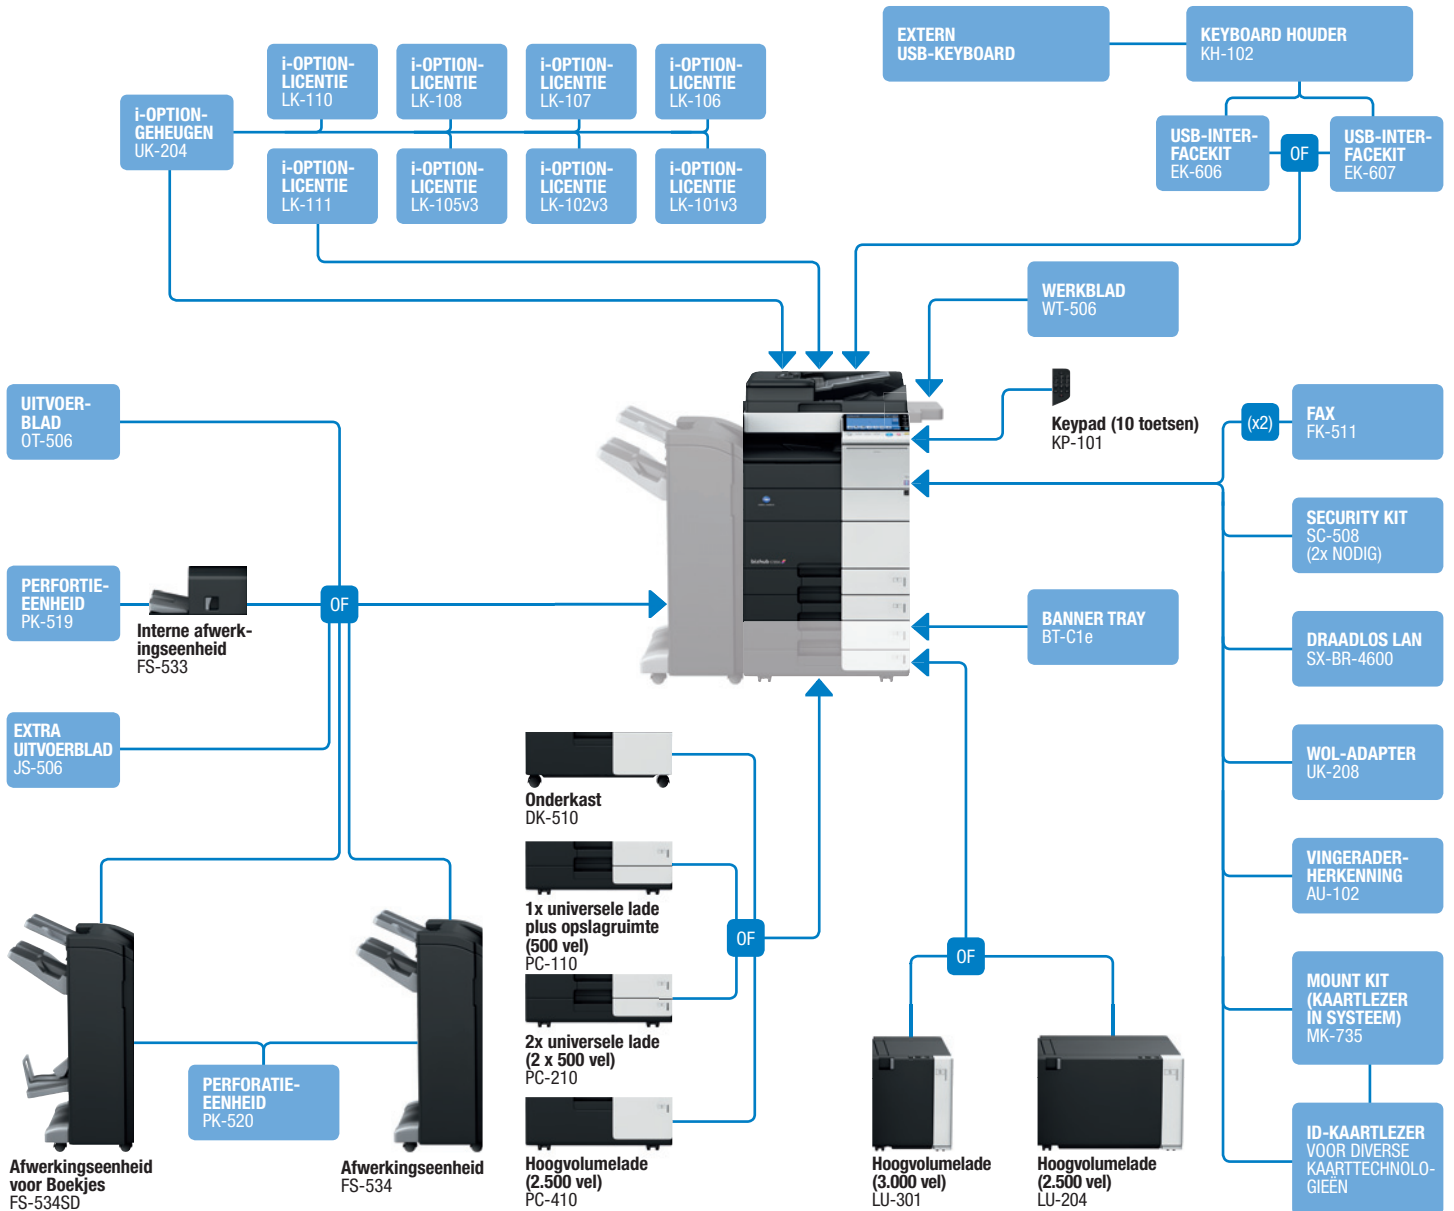 EXTERN
USB-KEYBOARD
KEYBOARD HOUDER
KH-102
i-OPTION-
LICENTIE
LK-110
i-OPTION-
LICENTIE
LK-108
i-OPTION-
LICENTIE
LK-107
i-OPTION-
LICENTIE
LK-106
i-OPTION-
GEHEUGEN
UK-204
USB-INTER-
FACEKIT
EK-606
OF
USB-INTER-
FACEKIT
EK-607
i-OPTION-
LICENTIE
LK-111
i-OPTION-
LICENTIE
LK-105v3
i-OPTION-
LICENTIE
LK-102v3
i-OPTION-
LICENTIE
LK-101v3
WERKBLAD
WT-506
UITVOER-
BLAD
OT-506
Keypad (10 toetsen)
KP-101
(x2)
FAX
FK-511
SECURITY KIT
SC-508
(2x NODIG)
PERFORTIE-
EENHEID
PK-519
Interne afwerk-
ingseenheid
FS-533
OF
BANNER TRAY
BT-C1e
DRAADLOS LAN
SX-BR-4600
EXTRA
UITVOERBLAD
JS-506
WOL-ADAPTER
UK-208
Onderkast
DK-510
VINGERADER-
HERKENNING
AU-102
1x universele lade
plus opslagruimte
(500 vel)
PC-110
OF
OF
MOUNT KIT
(KAARTLEZER
IN SYSTEEM)
MK-735
2x universele lade
(2 x 500 vel)
PC-210
PERFORATIE-
EENHEID
PK-520
ID-KAARTLEZER
VOOR DIVERSE
KAARTTECHNOLO-
GIEËN
Afwerkingseenheid
voor Boekjes
FS-534SD
Afwerkingseenheid
FS-534
Hoogvolumelade
(2.500 vel)
PC-410
Hoogvolumelade
(3.000 vel)
LU-301
Hoogvolumelade
(2.500 vel)
LU-204